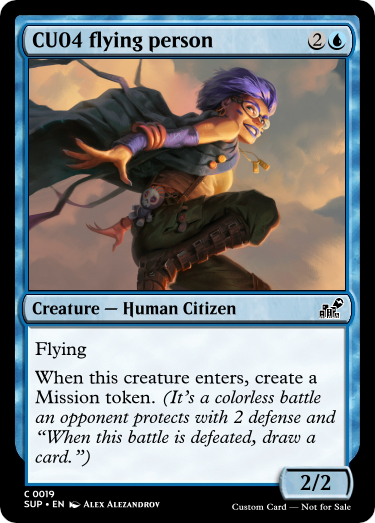 CU04 flying person 2
Creature — Human Citizen
Flying
When this creature enters, create a
Mission token. (It's a colorless battle
an opponent protects with 2 defense and
“When this battle is defeated, draw a
card.”)
2/2
C 0019
SUP • EN Alex Alezandrov
Custom Card — Not for Sale